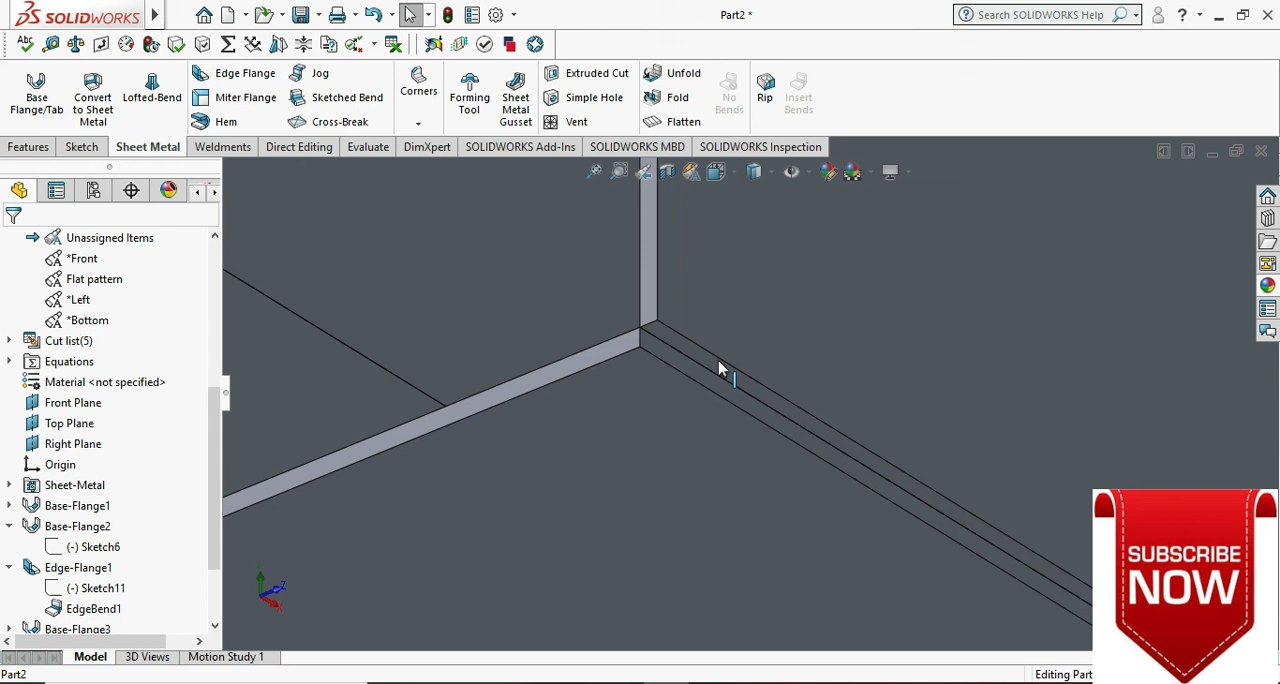 SOLIDWORKS
Part2 *
Search SOLIDWORKS Help
Base Flange/Tab
Convert to Sheet Metal
Lofted-Bend
Edge Flange
Miter Flange
Hem
Jog
Sketched Bend
Cross-Break
Corners
Forming Tool
Sheet Metal Gusset
Extruded Cut
Simple Hole
Vent
Unfold
Fold
Flatten
No Bends
Rip
Insert Bends
Features
Sketch
Sheet Metal
Weldments
Direct Editing
Evaluate
DimXpert
SOLIDWORKS Add-Ins
SOLIDWORKS MBD
SOLIDWORKS Inspection
Unassigned Items
*Front
Flat pattern
*Left
*Bottom
Cut list(5)
Equations
Material <not specified>
Front Plane
Top Plane
Right Plane
Origin
Sheet-Metal
Base-Flange1
Base-Flange2
(-) Sketch6
Edge-Flange1
(-) Sketch11
EdgeBend1
Base-Flange3
SUBSCRIBE
NOW
Model
3D Views
Motion Study 1
Part2
Editing Part